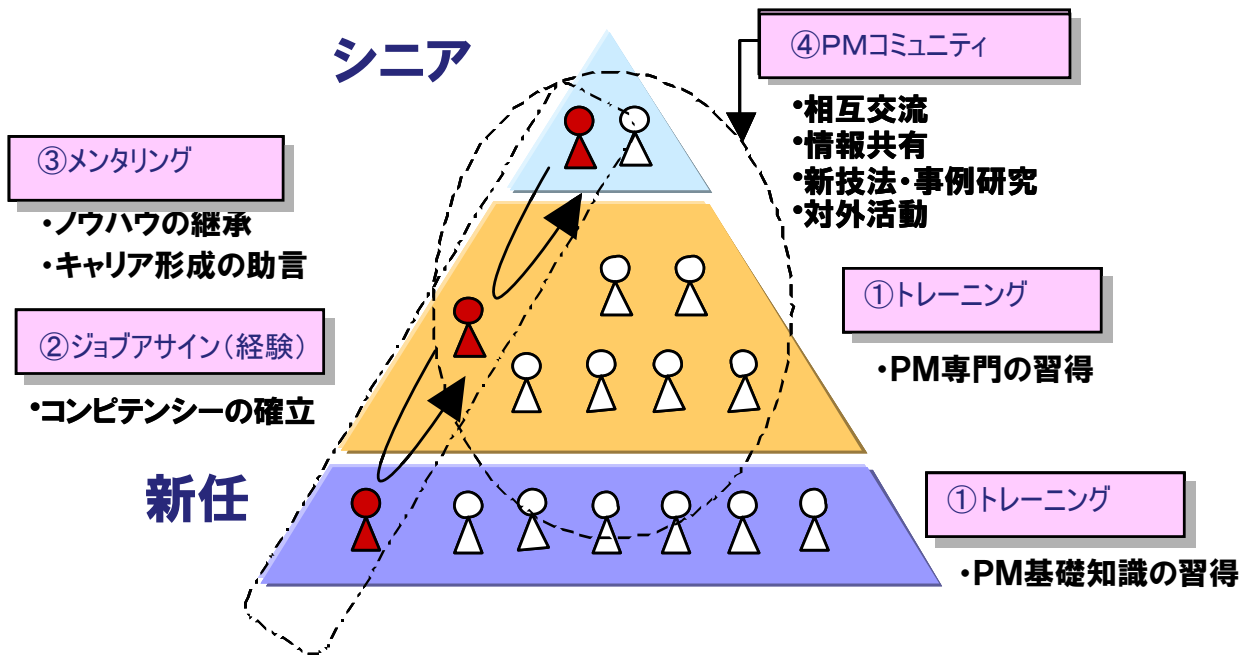 シニア
④PMコミュニティ
・相互交流
・情報共有
・新技法・事例研究
・対外活動
③メンタリング
・ノウハウの継承
・キャリア形成の助言
②ジョブアサイン（経験）
・コンピテンシーの確立
①トレーニング
・PM専門の習得
新任
①トレーニング
・PM基礎知識の習得